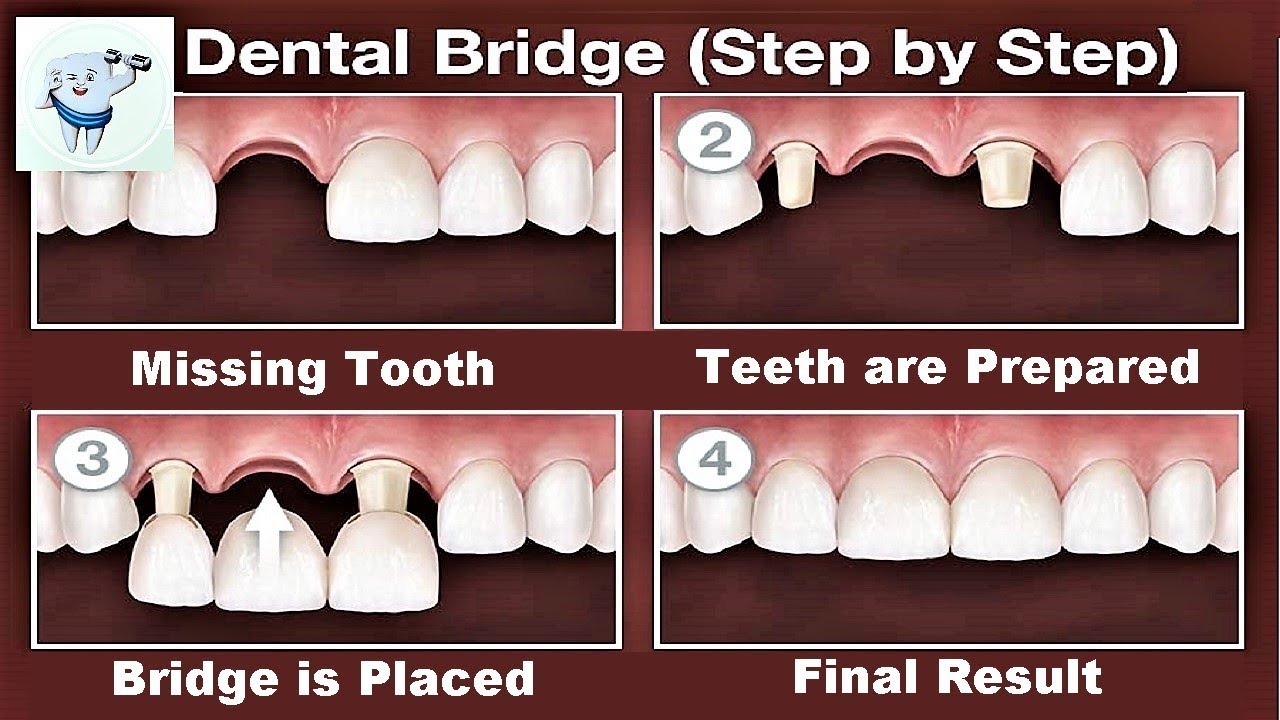 Dental Bridge (Step by Step)
2
Missing Tooth
Teeth are Prepared
3
4
Bridge is Placed
Final Result